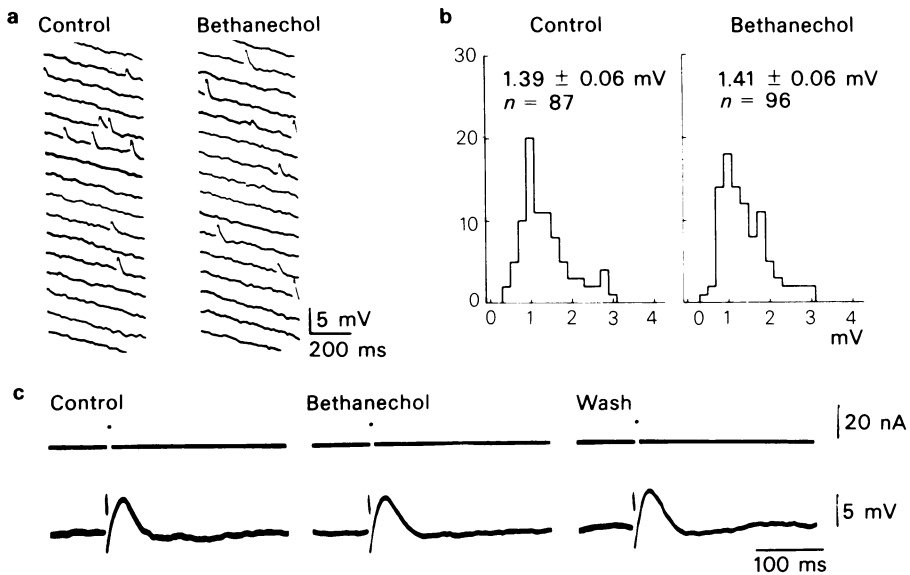 a
Control Bethanechol
5 mV
200 ms
b
Control Bethanechol
30
20
10
0
1.39 ± 0.06 mV
n = 87
1.41 ± 0.06 mV
n = 96
0 1 2 3 4 0 1 2 3 4
mV
c
Control Bethanechol Wash
20 nA
5 mV
100 ms